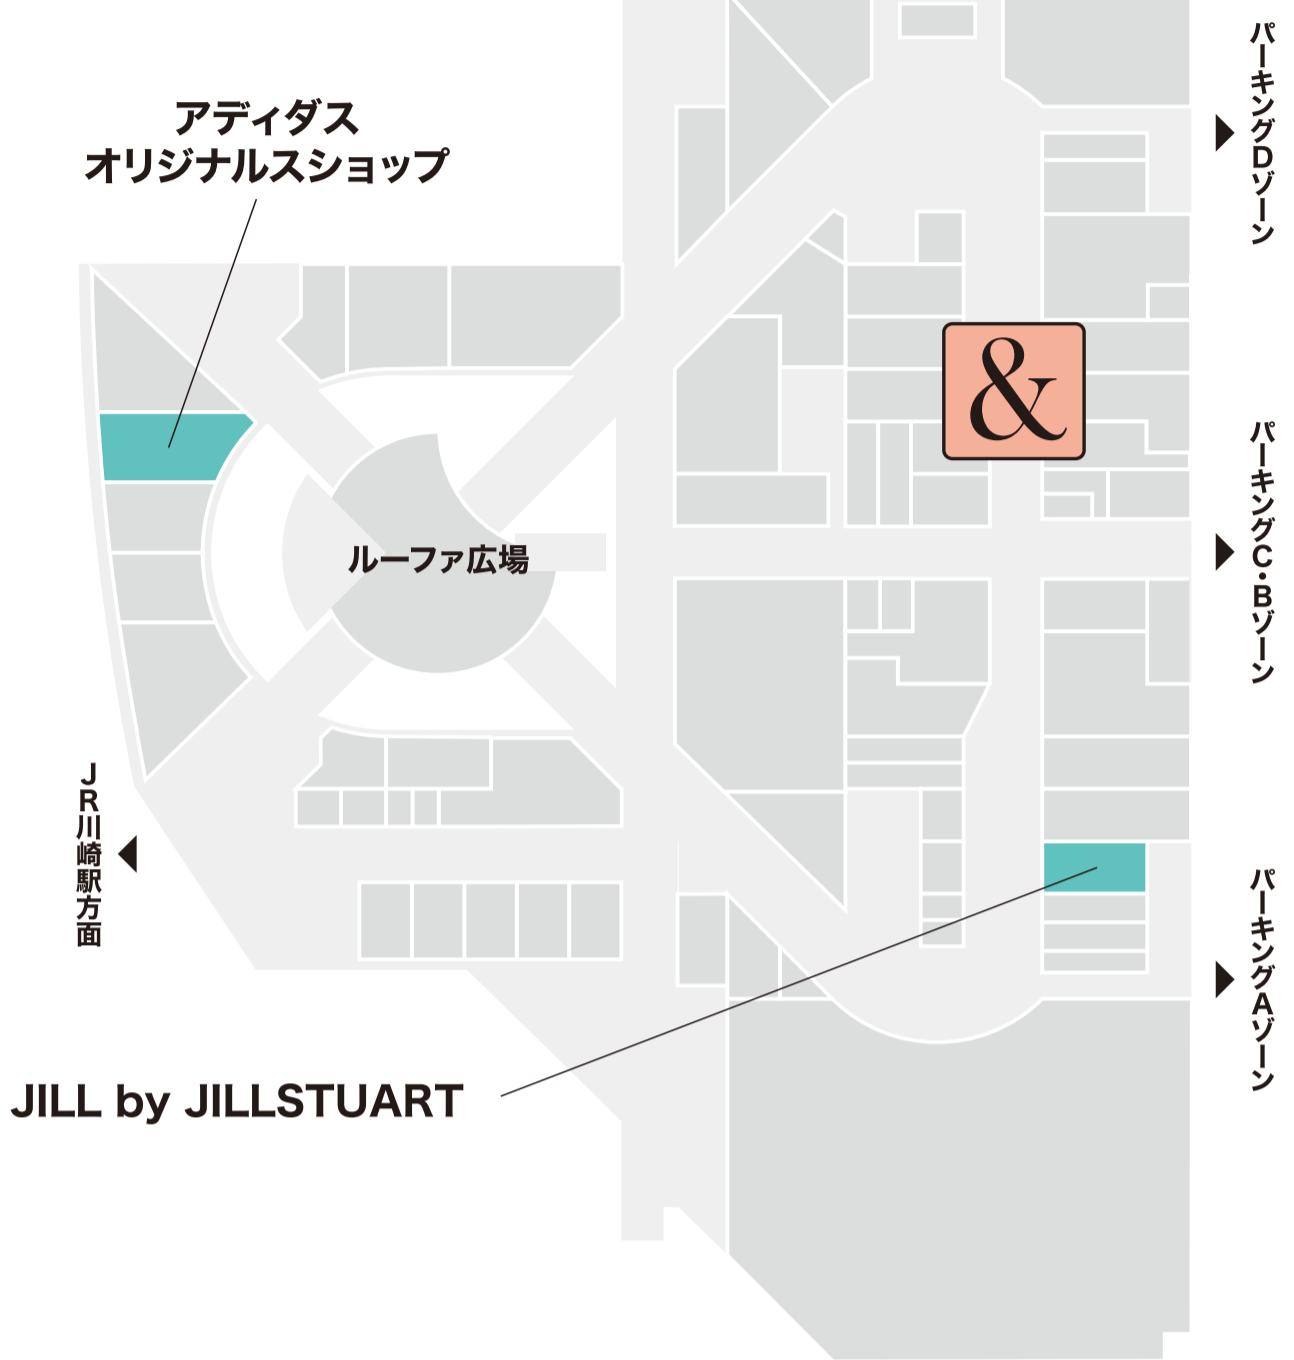 アディダス
オリジナルスショップ
パーキングDゾーン
&
パーキングC・Bゾーン
ルーファ広場
JR川崎駅方面
パーキングAゾーン
JILL by JILLSTUART